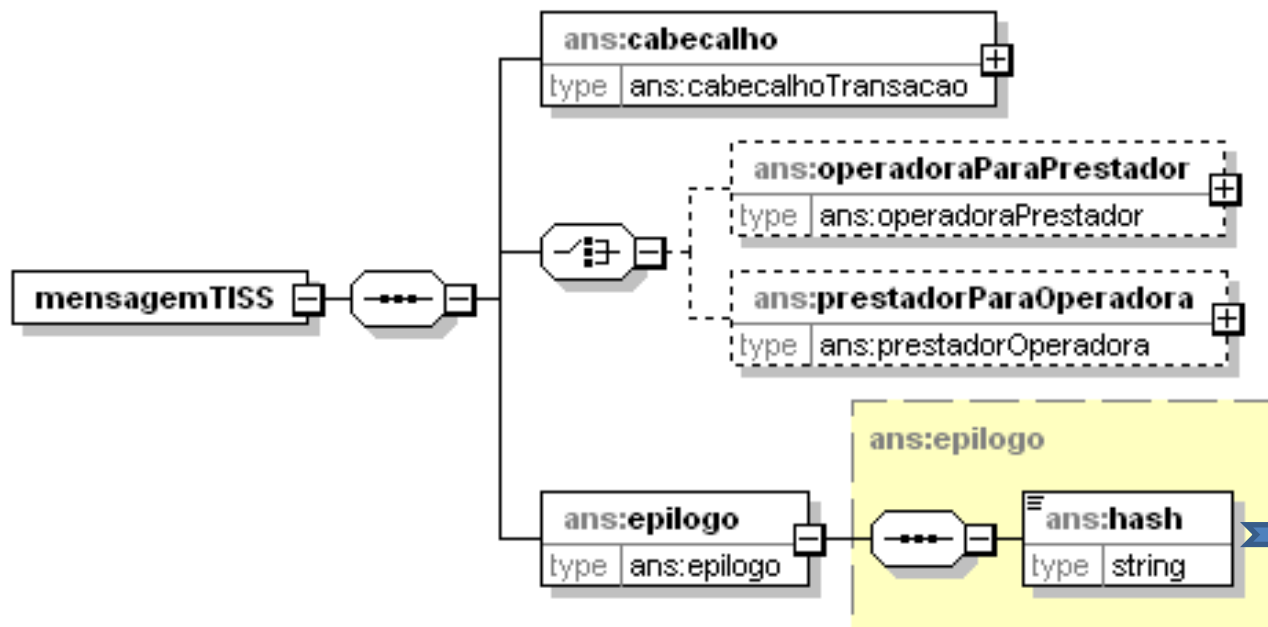 ans:cabecalho
type ans:cabecalhoTransacao
ans:operadoraParaPrestador
type ans:operadoraPrestador
mensagemTISS
ans:prestadorParaOperadora
type ans:prestadorOperadora
ans:epilogo
ans:epilogo
type ans:epilogo
ans:hash
type string